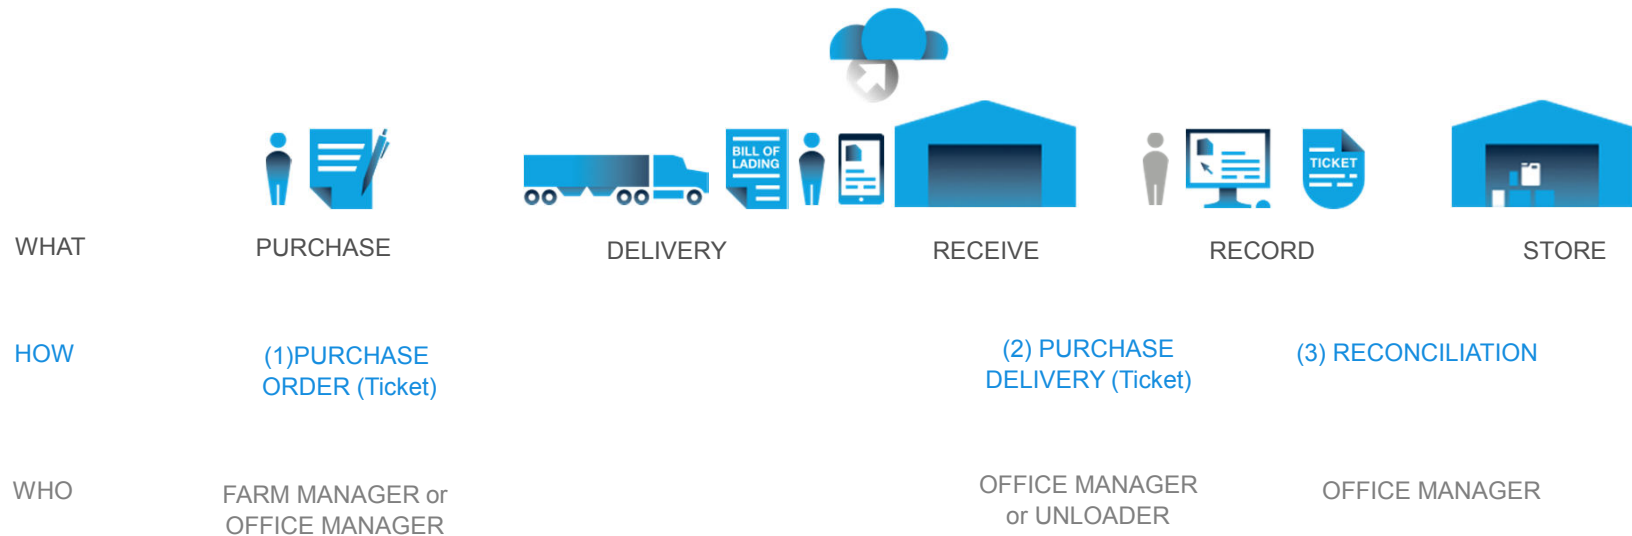 BILL OF
LADING
TICKET
WHAT
PURCHASE
DELIVERY
RECEIVE
RECORD
STORE
HOW
(1)PURCHASE
ORDER (Ticket)
(2) PURCHASE
DELIVERY (Ticket)
(3) RECONCILIATION
WHO
FARM MANAGER or
OFFICE MANAGER
OFFICE MANAGER
or UNLOADER
OFFICE MANAGER